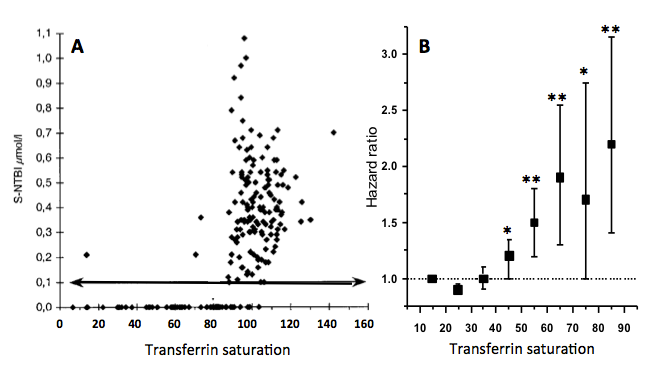 A
1,1
1,0
0,9
0,8
0,7
0,6
0,5
0,4
0,3
0,2
0,1
0,0
S-NTBI µmol/l
0 20 40 60 80 100 120 140 160
Transferrin saturation
B
3.0
2.5
2.0
1.5
1.0
Hazard ratio
*
**
**
*
**
10 20 30 40 50 60 70 80 90
Transferrin saturation